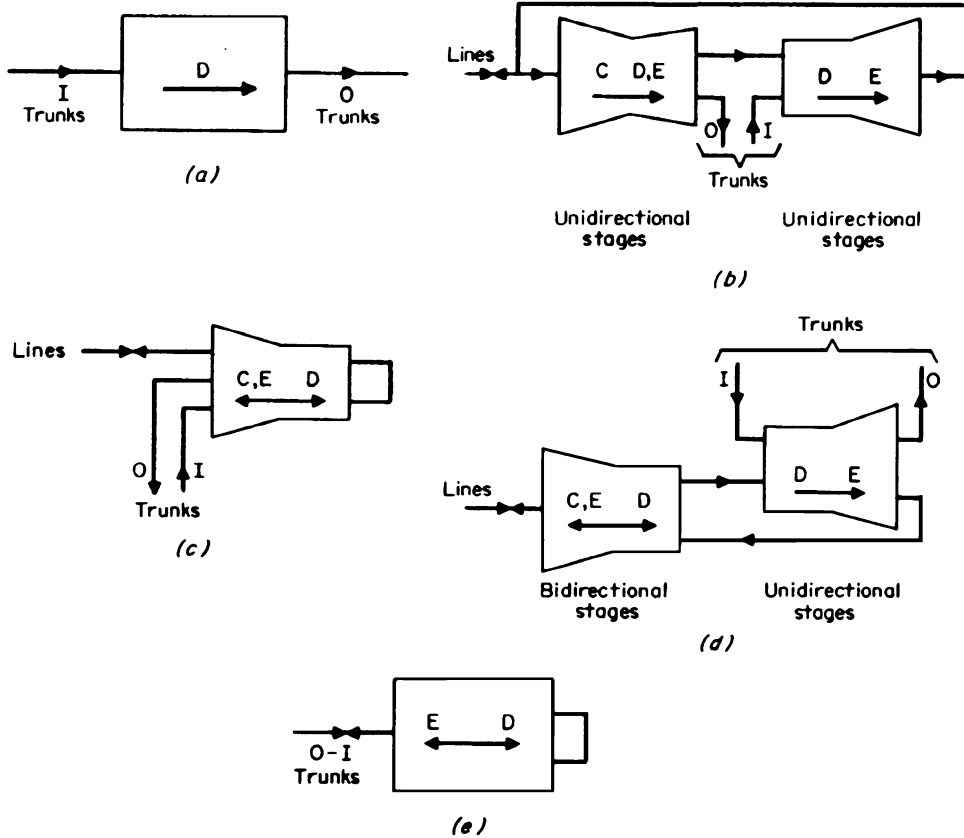 D
I
Trunks
O
Trunks
(a)
Lines
C D,E
D E
O I
Trunks
Unidirectional
stages
Unidirectional
stages
(b)
Lines
C,E D
O I
Trunks
(c)
Trunks
I O
D E
Lines
C,E D
Bidirectional
stages
Unidirectional
stages
(d)
E D
O-I
Trunks
(e)